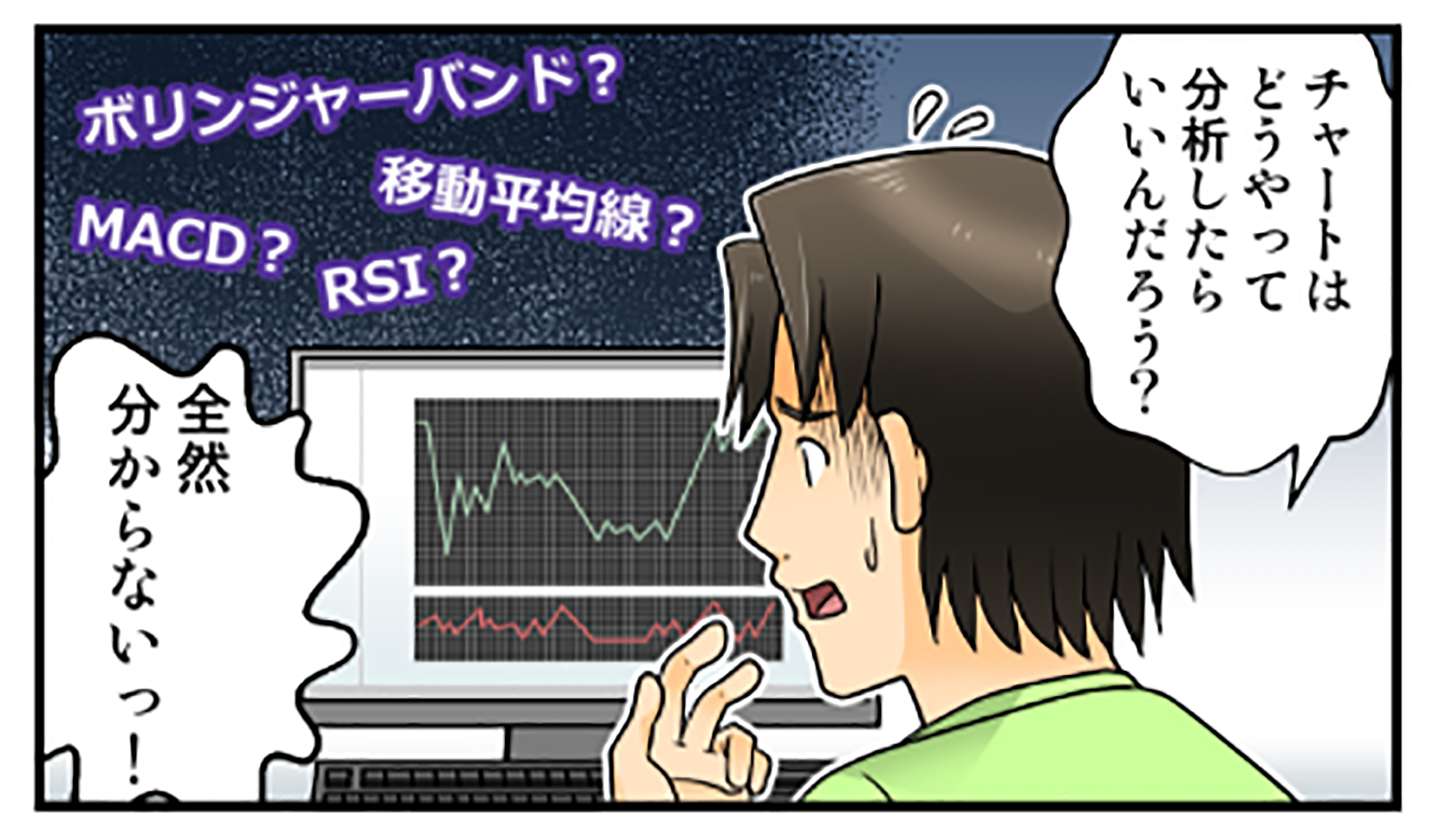 チャートは
どうやって
分析したら
いいんだろう?
ボリンジャーバンド?
移動平均線?
MACD?
RSI?
全然
分からないっ!